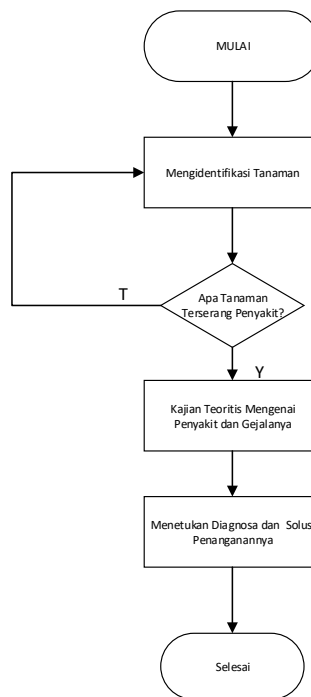 MULAI
Mengidentifikasi Tanaman
Apa Tanaman
Terserang Penyakit?
T
Y
Kajian Teoritis Mengenai
Penyakit dan Gejalanya
Menetukan Diagnosa dan Solus
Penanganannya
Selesai